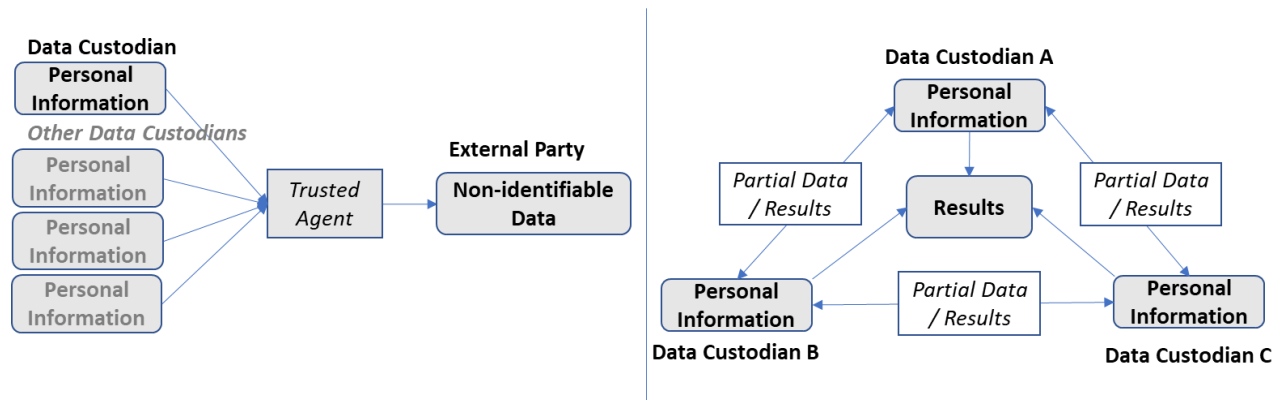 Data Custodian
Personal
Information
Other Data Custodians
Personal
Information
Personal
Information
Personal
Information
Trusted
Agent
External Party
Non-identifiable
Data
Data Custodian A
Personal
Information
Partial Data
/ Results
Partial Data
/ Results
Results
Personal
Information
Data Custodian B
Partial Data
/ Results
Personal
Information
Data Custodian C